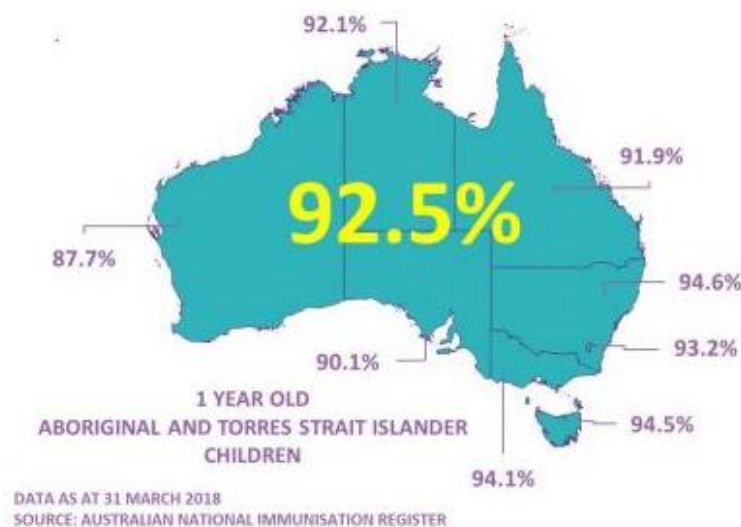 92.1%
91.9%
92.5%
87.7%
94.6%
93.2%
90.1%
1 YEAR OLD
ABORIGINAL AND TORRES STRAIT ISLANDER
CHILDREN
94.5%
94.1%
DATA AS AT 31 MARCH 2018
SOURCE: AUSTRALIAN NATIONAL IMMUNISATION REGISTER